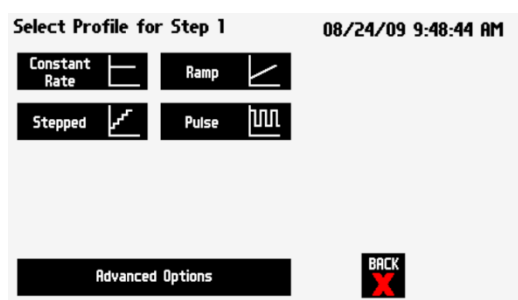 Select Profile for Step 1
08/24/09 9:48:44 AM
Constant
Rate
Ramp
Stepped
Pulse
Advanced Options
BACK
X